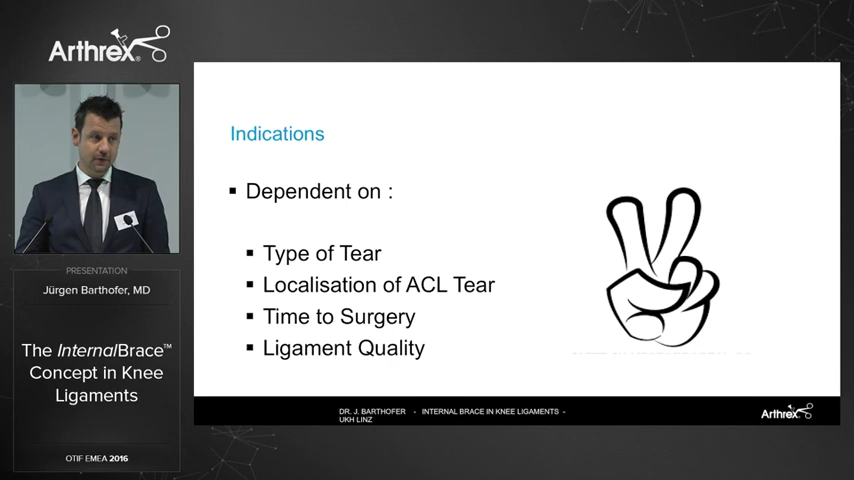 Arthrex®
PRESENTATION
Jürgen Barthofer, MD
The InternalBrace™
Concept in Knee
Ligaments
OTIF EMEA 2016
Indications
▪ Dependent on :
▪ Type of Tear
▪ Localisation of ACL Tear
▪ Time to Surgery
▪ Ligament Quality
DR. J. BARTHOFER - INTERNAL BRACE IN KNEE LIGAMENTS -
UKH LINZ
Arthrex